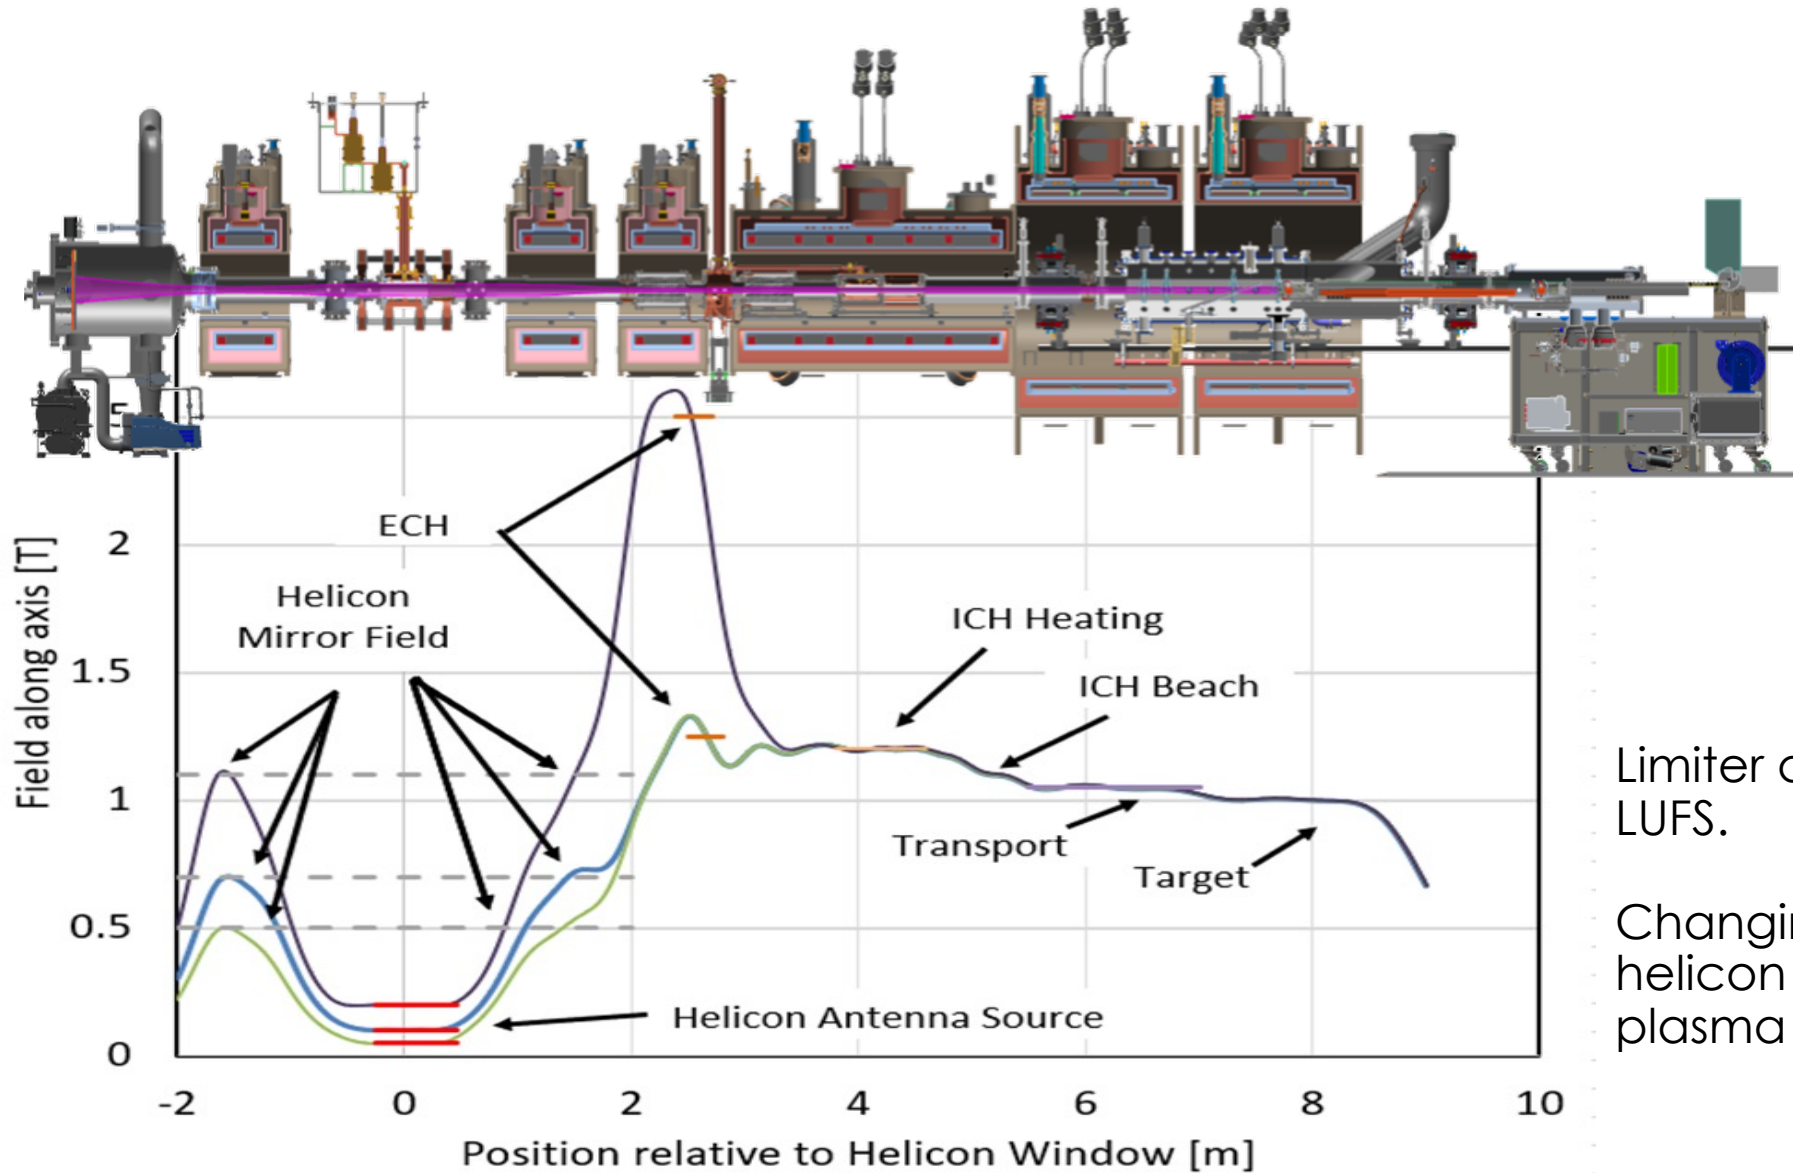 ECH
Helicon
Mirror Field
ICH Heating
ICH Beach
Transport
Target
Helicon Antenna Source
Field along axis [T]
2
1.5
1
0.5
0
-2 0 2 4 6 8 10
Position relative to Helicon Window [m]
Limiter
LUFS.
Changin
helicon
plasma